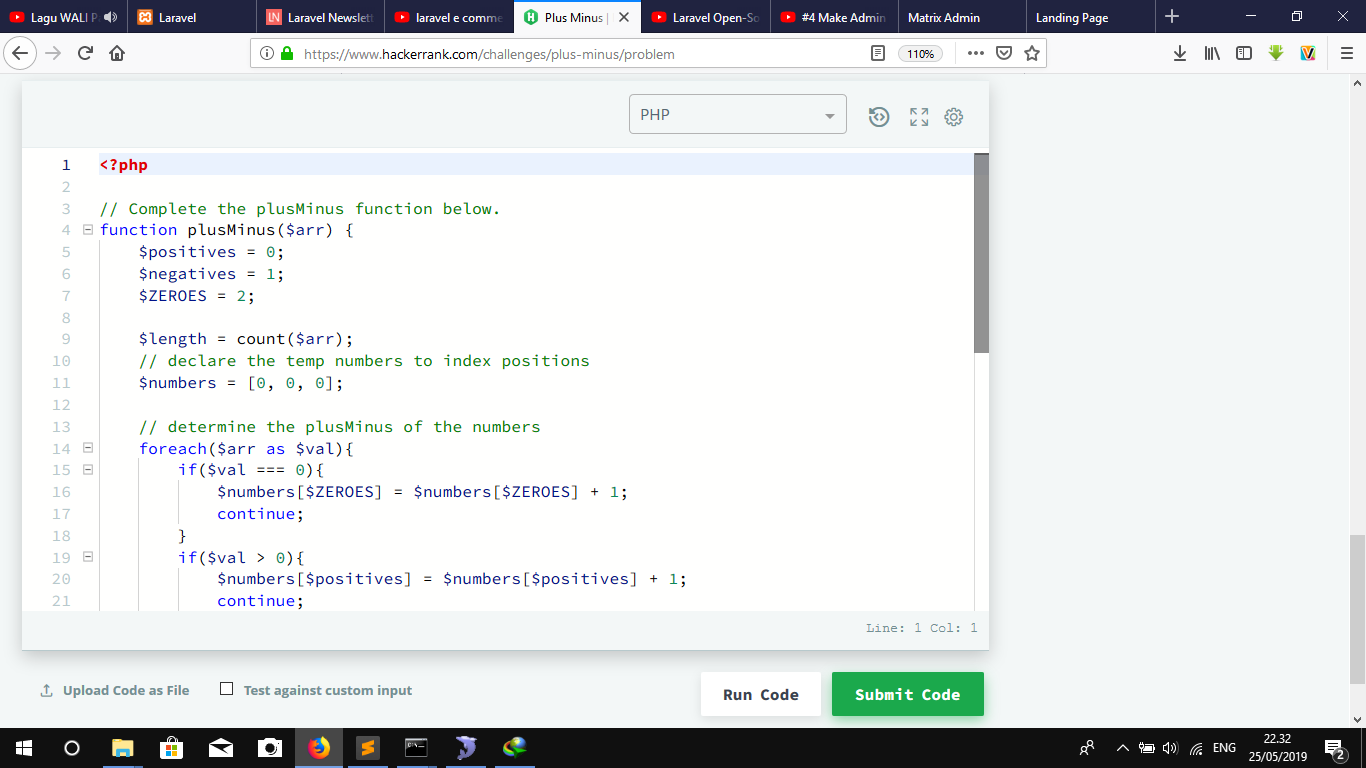 Lagu WALI P
Laravel
LN Laravel Newslett
laravel e comme
H Plus Minus |
Laravel Open-So
#4 Make Admin
Matrix Admin
Landing Page
https://www.hackerrank.com/challenges/plus-minus/problem
110%
PHP
1 <?php
2
3 // Complete the plusMinus function below.
4 function plusMinus($arr) {
5 $positives = 0;
6 $negatives = 1;
7 $ZEROES = 2;
8
9 $length = count($arr);
10 // declare the temp numbers to index positions
11 $numbers = [0, 0, 0];
12
13 // determine the plusMinus of the numbers
14 foreach($arr as $val){
15 if($val === 0){
16 $numbers[$ZEROES] = $numbers[$ZEROES] + 1;
17 continue;
18 }
19 if($val > 0){
20 $numbers[$positives] = $numbers[$positives] + 1;
21 continue;
Line: 1 Col: 1
Upload Code as File
Test against custom input
Run Code
Submit Code
ENG
22.32
25/05/2019
2